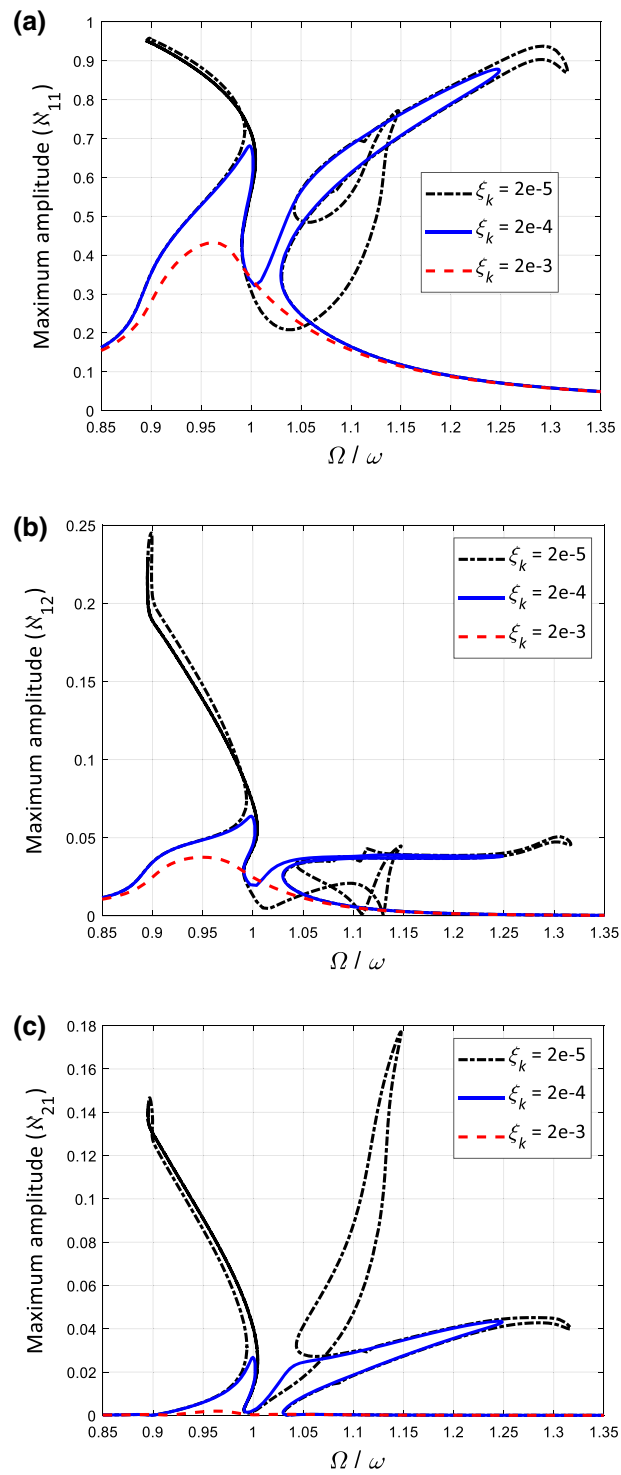 (a)
Maximum amplitude (ℵ11)
1
0.9
0.8
0.7
0.6
0.5
0.4
0.3
0.2
0.1
0
ξk = 2e-5
ξk = 2e-4
ξk = 2e-3
0.85 0.9 0.95 1 1.05 1.1 1.15 1.2 1.25 1.3 1.35
Ω / ω
(b)
Maximum amplitude (ℵ12)
0.25
0.2
0.15
0.1
0.05
0
ξk = 2e-5
ξk = 2e-4
ξk = 2e-3
0.85 0.9 0.95 1 1.05 1.1 1.15 1.2 1.25 1.3 1.35
Ω / ω
(c)
Maximum amplitude (ℵ21)
0.18
0.16
0.14
0.12
0.1
0.08
0.06
0.04
0.02
0
ξk = 2e-5
ξk = 2e-4
ξk = 2e-3
0.85 0.9 0.95 1 1.05 1.1 1.15 1.2 1.25 1.3 1.35
Ω / ω